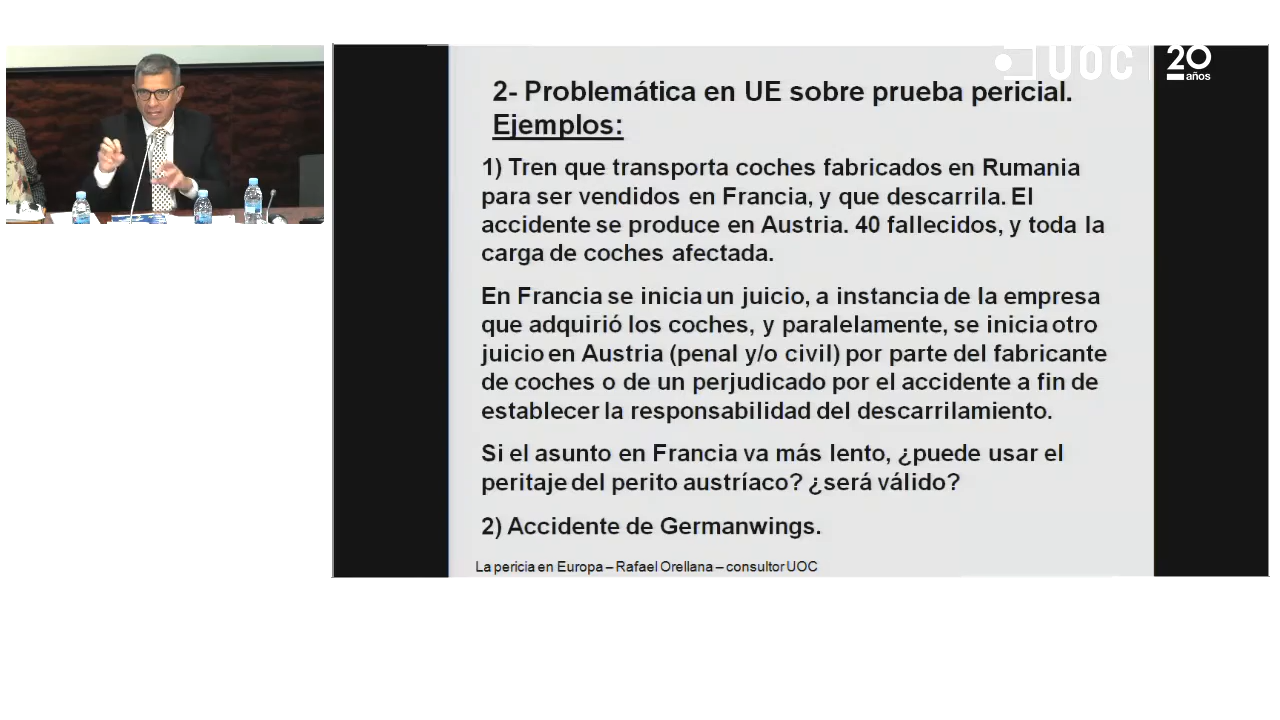 UOC
20
años
2- Problemática en UE sobre prueba pericial.
Ejemplos:
1) Tren que transporta coches fabricados en Rumania
para ser vendidos en Francia, y que descarrila. El
accidente se produce en Austria. 40 fallecidos, y toda la
carga de coches afectada.
En Francia se inicia un juicio, a instancia de la empresa
que adquirió los coches, y paralelamente, se inicia otro
juicio en Austria (penal y/o civil) por parte del fabricante
de coches o de un perjudicado por el accidente a fin de
establecer la responsabilidad del descarrilamiento.
Si el asunto en Francia va más lento, ¿puede usar el
peritaje del perito austríaco? ¿será válido?
2) Accidente de Germanwings.
La pericia en Europa – Rafael Orellana – consultor UOC